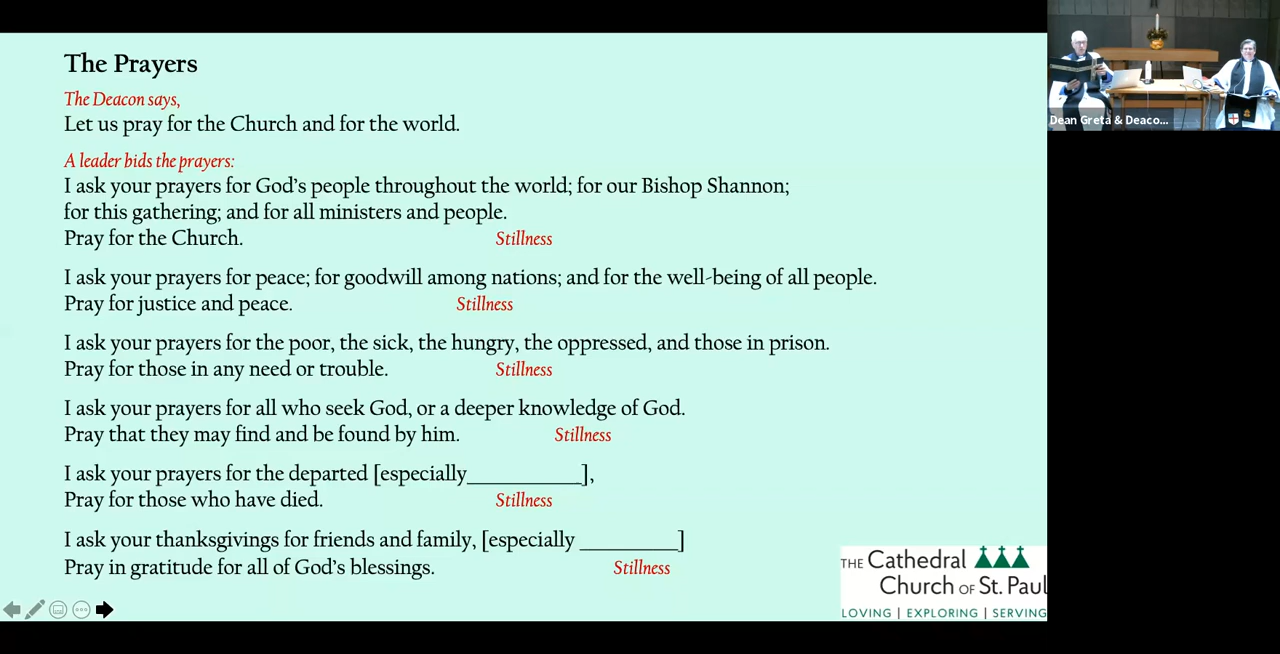 The Prayers
The Deacon says,
Let us pray for the Church and for the world.
A leader bids the prayers:
I ask your prayers for God's people throughout the world; for our Bishop Shannon;
for this gathering; and for all ministers and people.
Pray for the Church. Stillness
I ask your prayers for peace; for goodwill among nations; and for the well-being of all people.
Pray for justice and peace. Stillness
I ask your prayers for the poor, the sick, the hungry, the oppressed, and those in prison.
Pray for those in any need or trouble. Stillness
I ask your prayers for all who seek God, or a deeper knowledge of God.
Pray that they may find and be found by him. Stillness
I ask your prayers for the departed [especially___________],
Pray for those who have died. Stillness
I ask your thanksgivings for friends and family, [especially __________]
Pray in gratitude for all of God's blessings. Stillness
THE Cathedral
Church OF St. Paul
LOVING | EXPLORING | SERVING
Dean Greta & Deaco...